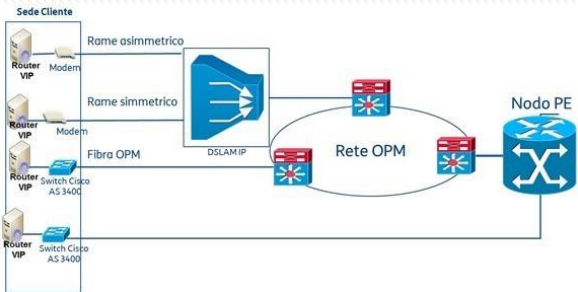 Sede Cliente
Rame asimmetrico
Router
VIP
Modem
Rame simmetrico
Router
VIP
Modem
DSLAM IP
Fibra OPM
Router
VIP
Switch Cisco
AS 3400
Rete OPM
Nodo PE
Router
VIP
Switch Cisco
AS 3400